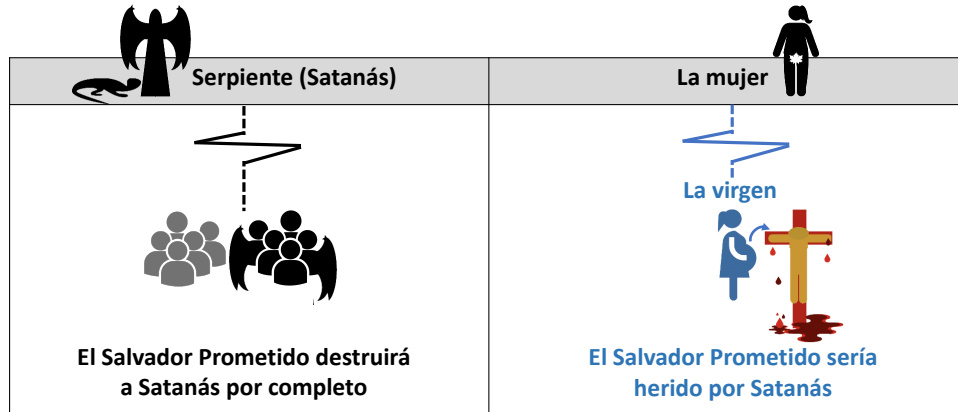 Serpiente (Satanás)
La mujer
La virgen
El Salvador Prometido destruirá
a Satanás por completo
El Salvador Prometido sería
herido por Satanás